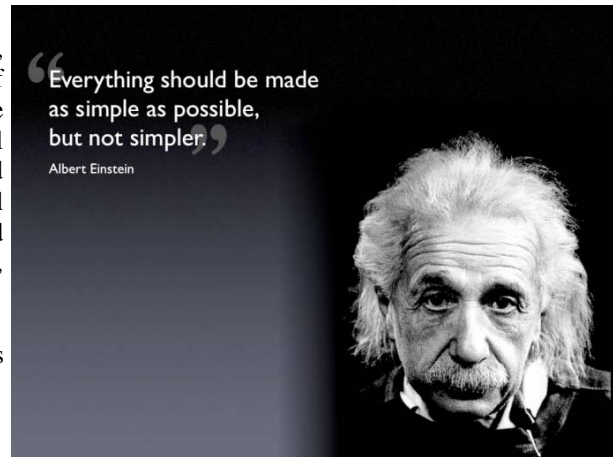 “Everything should be made
as simple as possible,
but not simpler.”
Albert Einstein